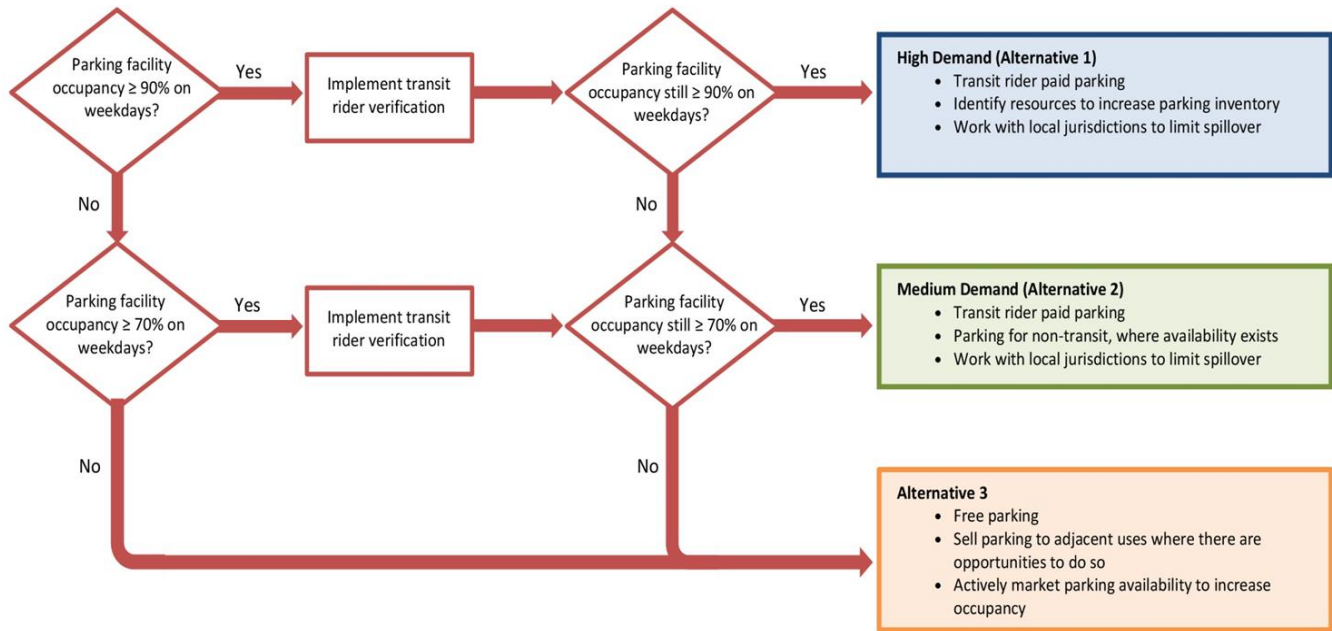 Parking facility
occupancy ≥ 90% on
weekdays?
Yes
Implement transit
rider verification
Parking facility
occupancy still ≥ 90% on
weekdays?
Yes
High Demand (Alternative 1)
• Transit rider paid parking
• Identify resources to increase parking inventory
• Work with local jurisdictions to limit spillover
No
No
Parking facility
occupancy ≥ 70% on
weekdays?
Yes
Implement transit
rider verification
Parking facility
occupancy still ≥ 70% on
weekdays?
Yes
Medium Demand (Alternative 2)
• Transit rider paid parking
• Parking for non-transit, where availability exists
• Work with local jurisdictions to limit spillover
No
No
Alternative 3
• Free parking
• Sell parking to adjacent uses where there are
opportunities to do so
• Actively market parking availability to increase
occupancy